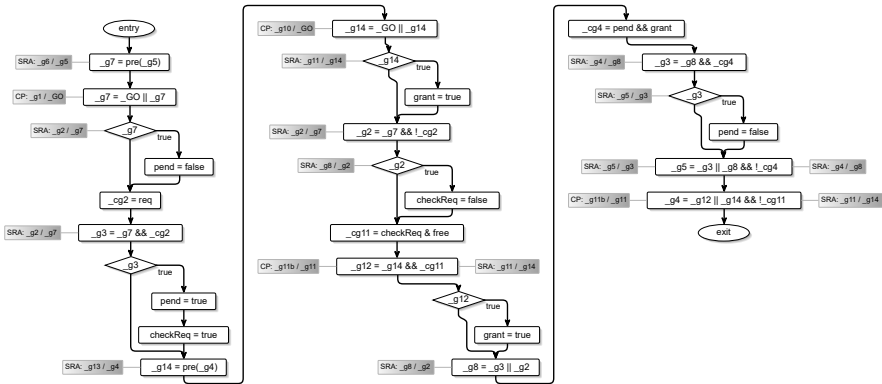 entry
SRA: _g6 / _g5
_g7 = pre(_g5)
CP: _g1 / _GO
_g7 = _GO || _g7
SRA: _g2 / _g7
_g7
true
pend = false
_cg2 = req
SRA: _g2 / _g7
_g3 = _g7 && _cg2
_g3
true
pend = true
checkReq = true
SRA: _g13 / _g4
_g14 = pre(_g4)
CP: _g10 / _GO
_g14 = _GO || _g14
SRA: _g11 / _g14
_g14
true
grant = true
SRA: _g2 / _g7
_g2 = _g7 && !_cg2
SRA: _g8 / _g2
_g2
true
checkReq = false
_cg11 = checkReq & free
CP: _g11b / _g11
_g12 = _g14 && _cg11
SRA: _g11 / _g14
_g12
true
grant = true
SRA: _g8 / _g2
_g8 = _g3 || _g2
_cg4 = pend && grant
SRA: _g4 / _g8
_g3 = _g8 && _cg4
SRA: _g5 / _g3
_g3
true
pend = false
SRA: _g5 / _g3
_g5 = _g3 || _g8 && !_cg4
SRA: _g4 / _g8
CP: _g11b / _g11
_g4 = _g12 || _g14 && !_cg11
SRA: _g11 / _g14
exit